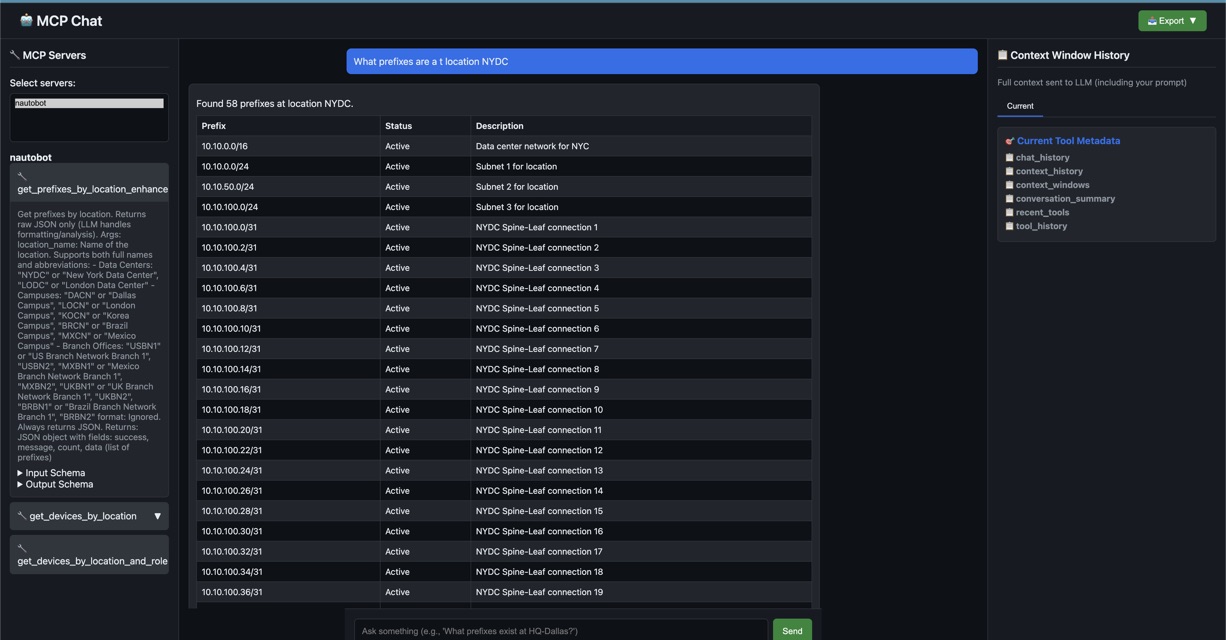 MCP Chat
Export ▼
MCP Servers
Select servers:
nautobot
nautobot
get_prefixes_by_location_enhance
Get prefixes by location. Returns
raw JSON only (LLM handles
formatting/analysis). Args:
location_name: Name of the
location. Supports both full names
and abbreviations: - Data Centers:
"NYDC" or "New York Data Center",
"LODC" or "London Data Center" -
Campuses: "DACN" or "Dallas
Campus", "LOCN" or "London
Campus", "KOCN" or "Korea
Campus", "BRCN" or "Brazil
Campus", "MXCN" or "Mexico
Campus" - Branch Offices: "USBN1"
or "US Branch Network Branch 1",
"USBN2", "MXBN1" or "Mexico
Branch Network Branch 1",
"MXBN2", "UKBN1" or "UK Branch
Network Branch 1", "UKBN2",
"BRBN1" or "Brazil Branch Network
Branch 1", "BRBN2" format: Ignored.
Always returns JSON. Returns:
JSON object with fields: success,
message, count, data (list of
prefixes)
▶ Input Schema
▶ Output Schema
get_devices_by_location ▼
get_devices_by_location_and_role
What prefixes are a t location NYDC
Found 58 prefixes at location NYDC.
Prefix Status Description
10.10.0.0/16 Active Data center network for NYC
10.10.0.0/24 Active Subnet 1 for location
10.10.50.0/24 Active Subnet 2 for location
10.10.100.0/24 Active Subnet 3 for location
10.10.100.0/31 Active NYDC Spine-Leaf connection 1
10.10.100.2/31 Active NYDC Spine-Leaf connection 2
10.10.100.4/31 Active NYDC Spine-Leaf connection 3
10.10.100.6/31 Active NYDC Spine-Leaf connection 4
10.10.100.8/31 Active NYDC Spine-Leaf connection 5
10.10.100.10/31 Active NYDC Spine-Leaf connection 6
10.10.100.12/31 Active NYDC Spine-Leaf connection 7
10.10.100.14/31 Active NYDC Spine-Leaf connection 8
10.10.100.16/31 Active NYDC Spine-Leaf connection 9
10.10.100.18/31 Active NYDC Spine-Leaf connection 10
10.10.100.20/31 Active NYDC Spine-Leaf connection 11
10.10.100.22/31 Active NYDC Spine-Leaf connection 12
10.10.100.24/31 Active NYDC Spine-Leaf connection 13
10.10.100.26/31 Active NYDC Spine-Leaf connection 14
10.10.100.28/31 Active NYDC Spine-Leaf connection 15
10.10.100.30/31 Active NYDC Spine-Leaf connection 16
10.10.100.32/31 Active NYDC Spine-Leaf connection 17
10.10.100.34/31 Active NYDC Spine-Leaf connection 18
10.10.100.36/31 Active NYDC Spine-Leaf connection 19
Ask something (e.g., 'What prefixes exist at HQ-Dallas?')
Send
Context Window History
Full context sent to LLM (including your prompt)
Current
Current Tool Metadata
chat_history
context_history
context_windows
conversation_summary
recent_tools
tool_history